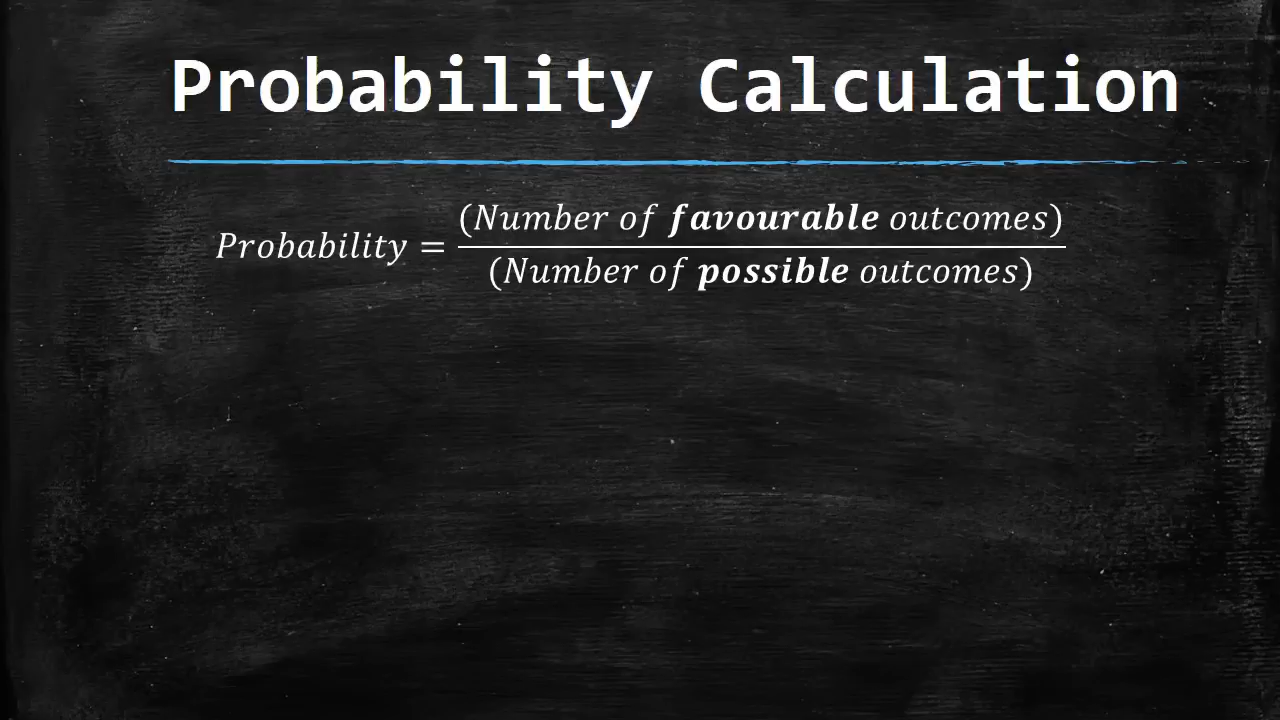 Probability Calculation
Probability = (Number of favourable outcomes)
(Number of possible outcomes)